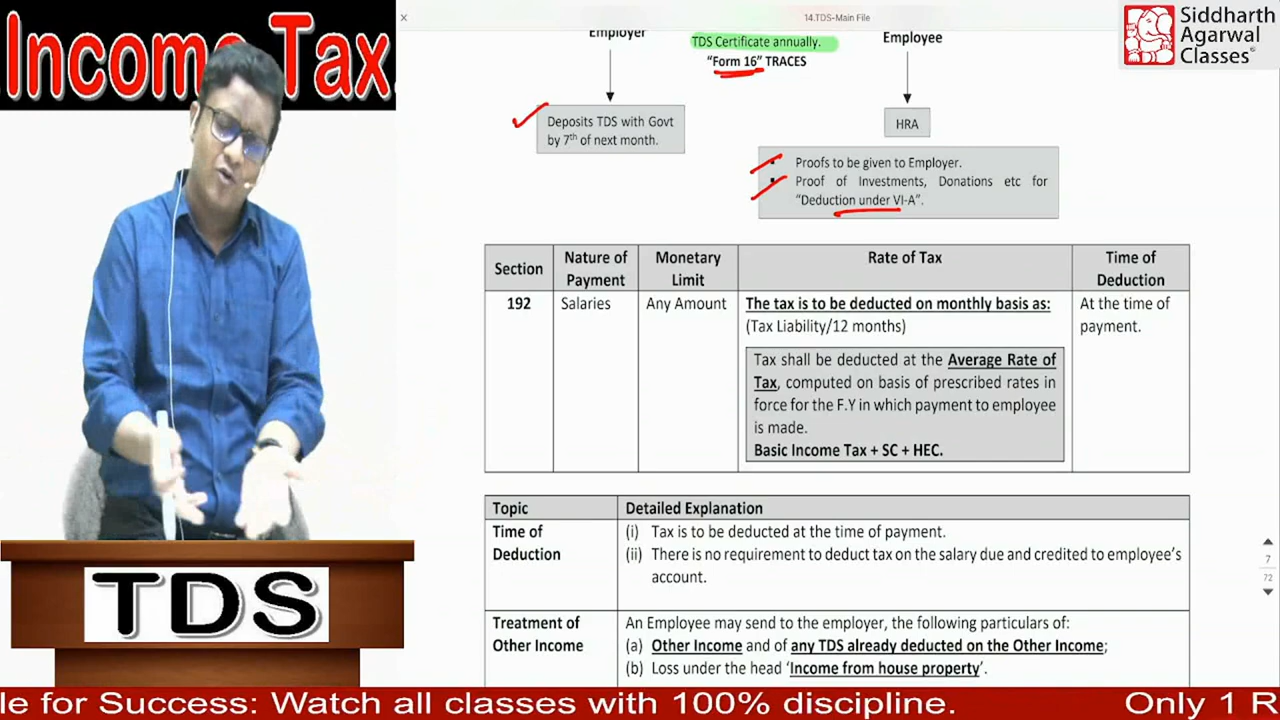 Income Tax.
14.TDS-Main File
Siddharth
Agarwal
Classes
Employer
TDS Certificate annually.
"Form 16" TRACES
Employee
Deposits TDS with Govt
by 7th of next month.
HRA
Proofs to be given to Employer.
Proof of Investments, Donations etc for
"Deduction under VI-A".
Section
Nature of
Payment
Monetary
Limit
Rate of Tax
Time of
Deduction
192
Salaries
Any Amount
The tax is to be deducted on monthly basis as:
(Tax Liability/12 months)
Tax shall be deducted at the Average Rate of
Tax, computed on basis of prescribed rates in
force for the F.Y in which payment to employee
is made.
Basic Income Tax + SC + HEC.
At the time of
payment.
Topic
Detailed Explanation
Time of
Deduction
(i) Tax is to be deducted at the time of payment.
(ii) There is no requirement to deduct tax on the salary due and credited to employee's
account.
Treatment of
Other Income
An Employee may send to the employer, the following particulars of:
(a) Other Income and of any TDS already deducted on the Other Income;
(b) Loss under the head 'Income from house property'.
7
72
TDS
le for Success: Watch all classes with 100% discipline.
Only 1 R